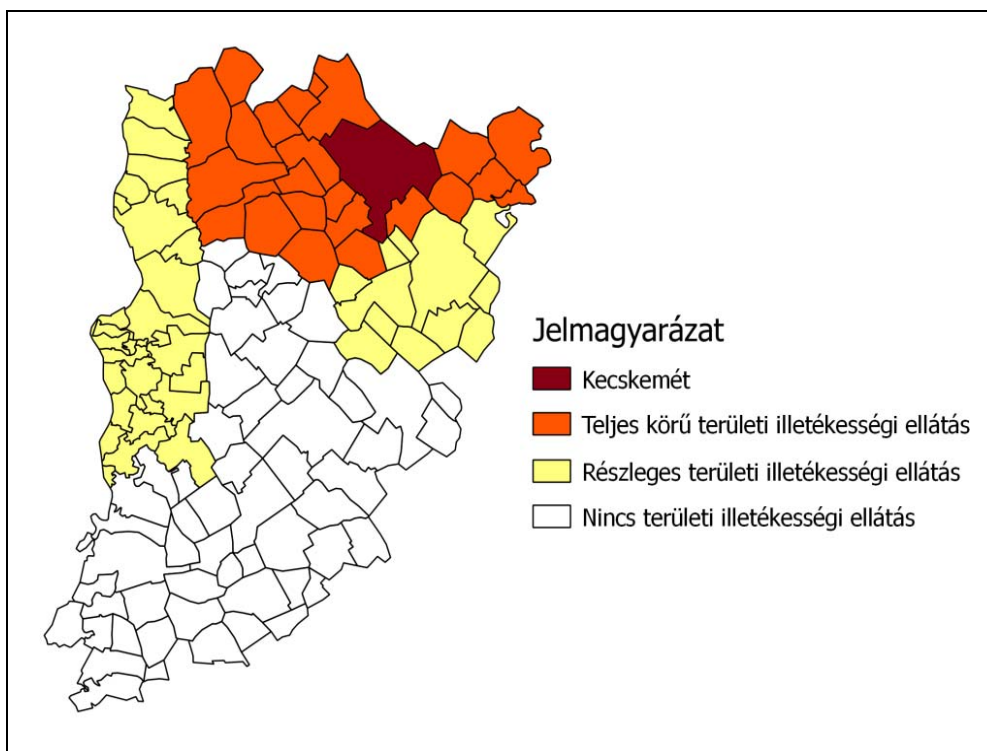 Jelmagyarázat
Kecskemét
Teljes körű területi illetékességi ellátás
Részleges területi illetékességi ellátás
Nincs területi illetékességi ellátás